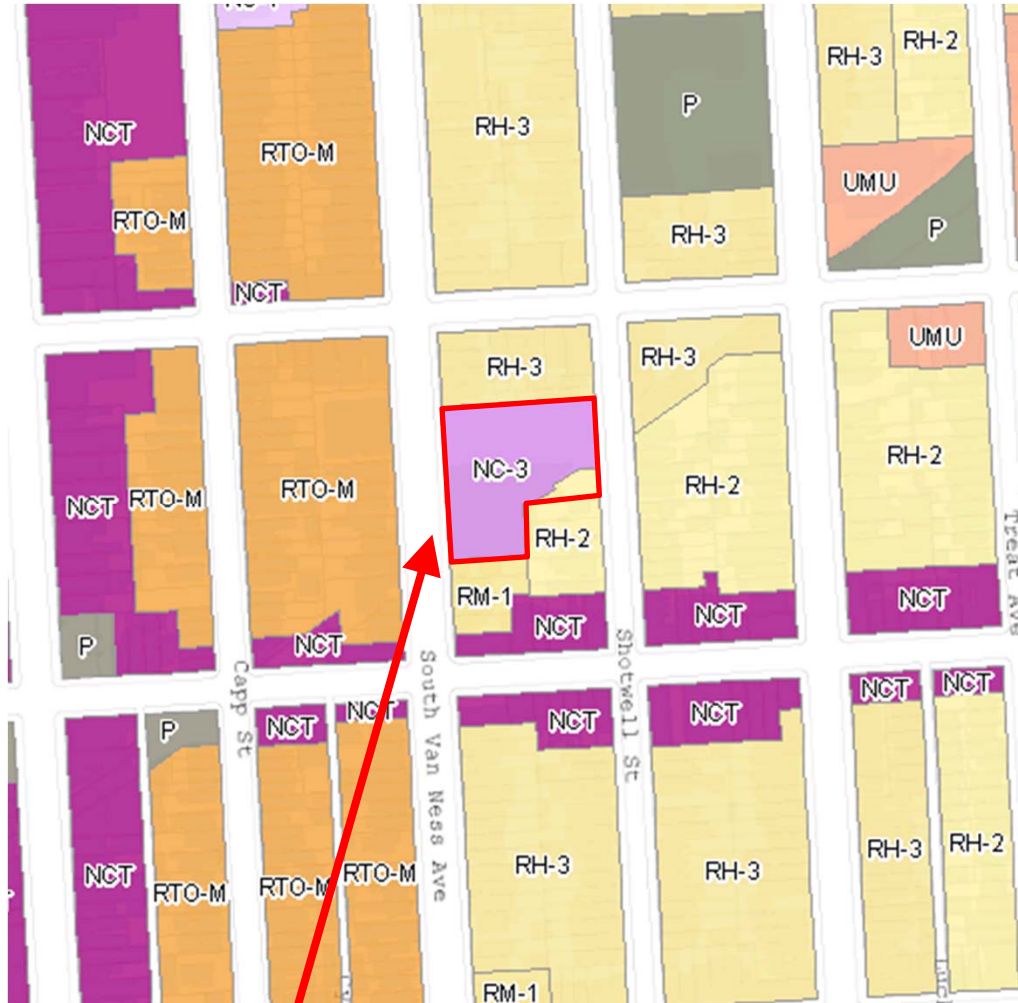 NCT
RTO-M
RTO-M
RH-3
P
RH-3
RH-2
UMU
P
RH-3
NCT
NCT
RTO-M
RTO-M
RH-3
NC-3
RH-2
RM-1
NCT
RH-3
RH-2
NCT
UMU
RH-2
NCT
Treat Ave
P
NCT
Capp St
South Van Ness Ave
Shotwell St
P
NCT
NCT
NCT
NCT
NCT
NCT
NCT
RTO-M
RTO-M
RTO-M
RH-3
RH-3
RH-3
RH-2
RM-1